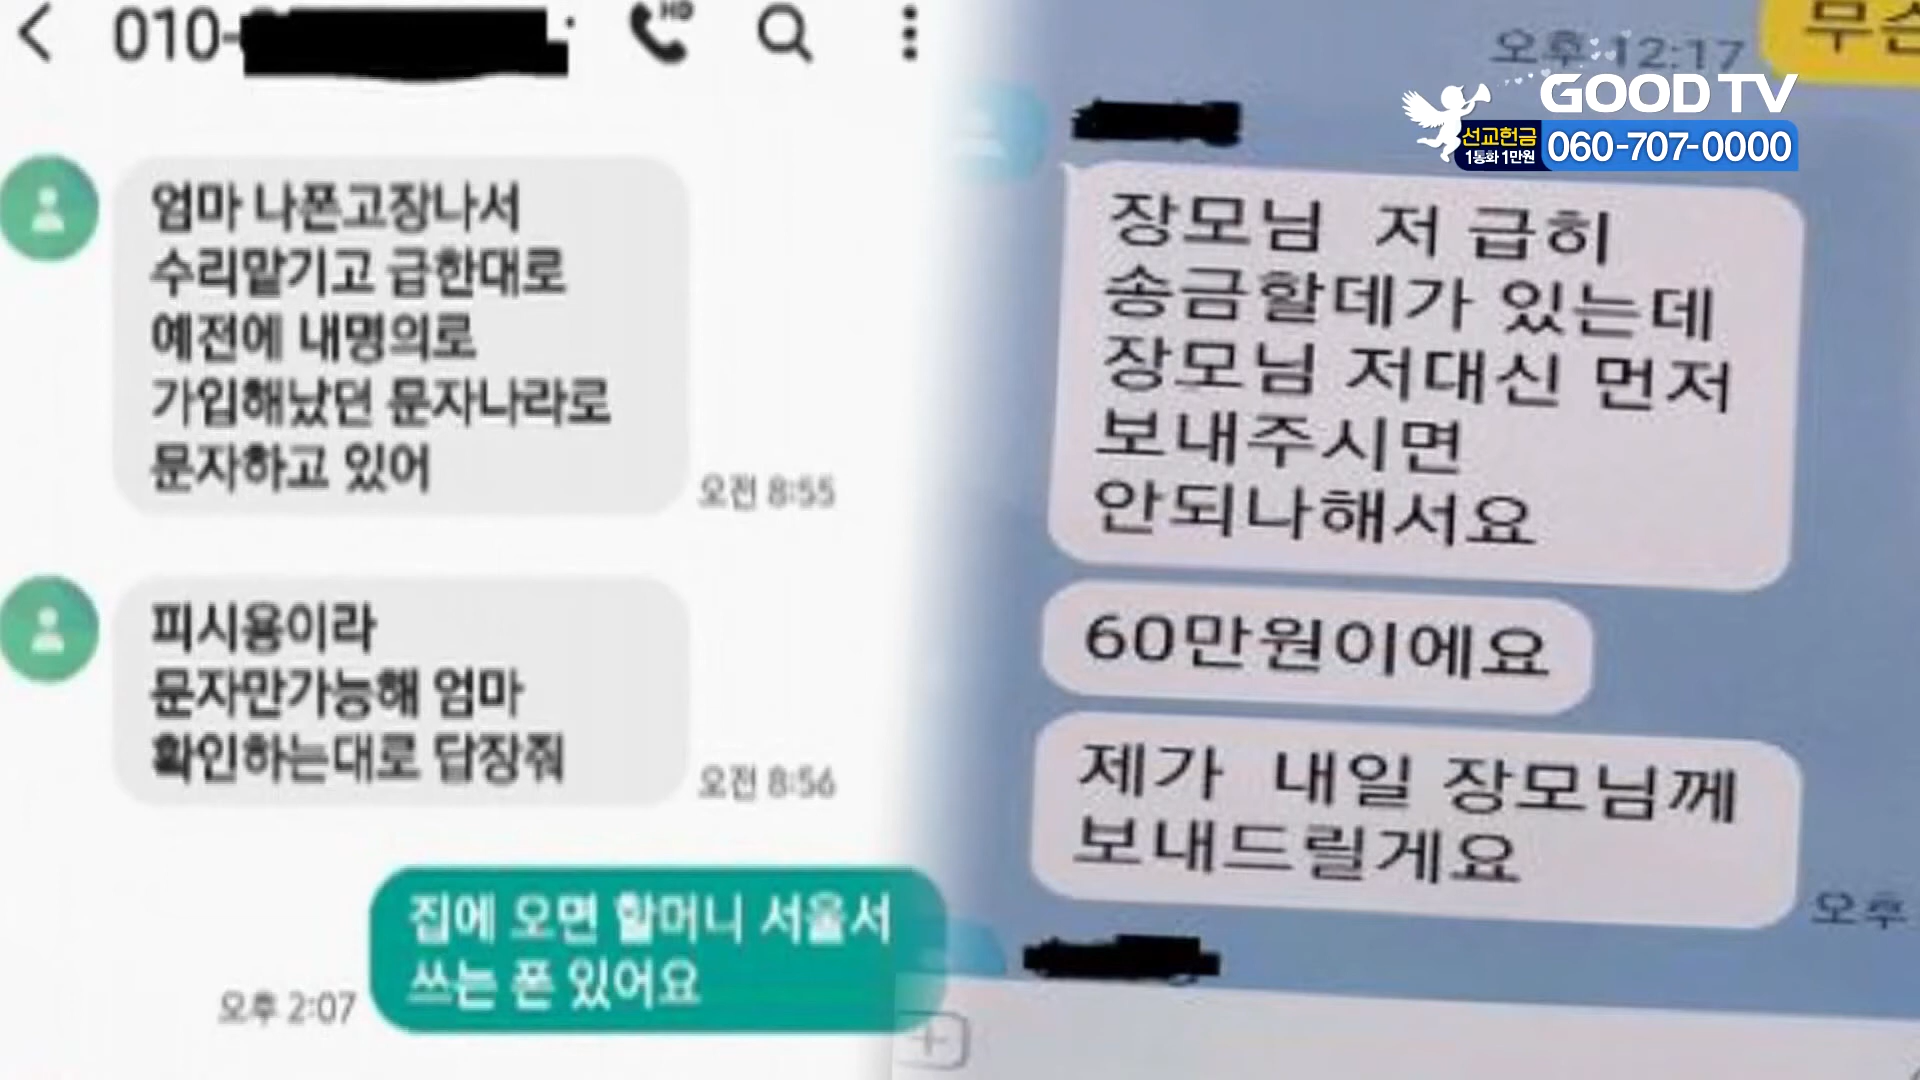 010-
엄마 나폰고장나서
수리맡기고 급한대로
예전에 내명의로
가입해놨던 문자나라로
문자하고 있어
오전 8:55
피시용이라
문자만가능해 엄마
확인하는대로 답장줘
오전 8:56
집에 오면 할머니 서울서
쓰는 폰 있어요
오후 2:07
오후 12:17
GOOD TV
선교헌금
1통화 1만원
060-707-0000
장모님 저 급히
송금할데가 있는데
장모님 저대신 먼저
보내주시면
안되나해서요
60만원이에요
제가 내일 장모님께
보내드릴게요
오후